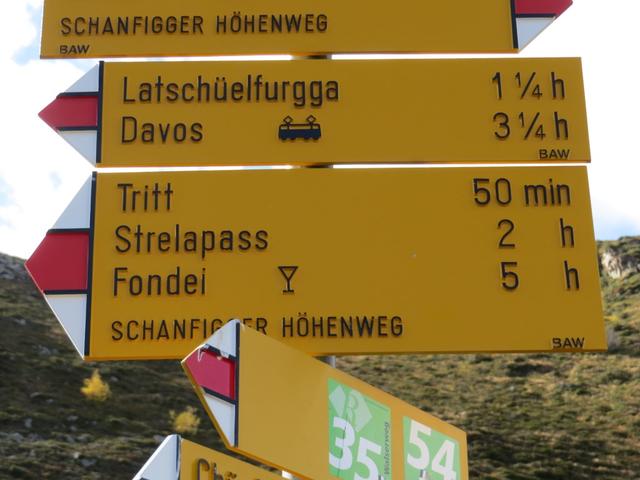 SCHANFIGGER HÖHENWEG
BAW
Latschüelfurgga 1 ¼ h
Davos 3 ¼ h
BAW
Tritt 50 min
Strelapass 2 h
Fondei 5 h
SCHANFIGGER HÖHENWEG
BAW
R
35 Walserweg
54